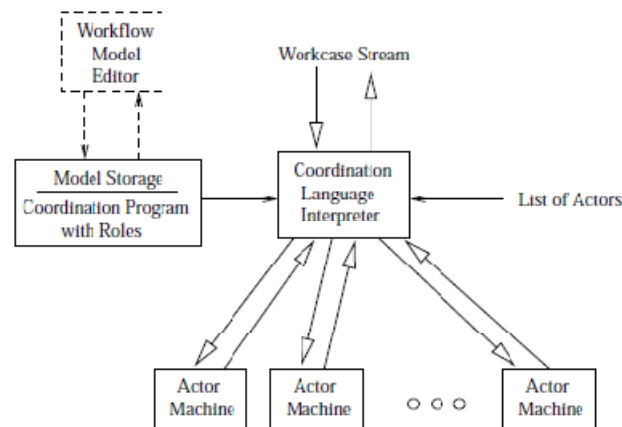 Workflow
Model
Editor
Workcase Stream
Model Storage
Coordination Program
with Roles
Coordination
Language
Interpreter
List of Actors
Actor
Machine
Actor
Machine
Actor
Machine